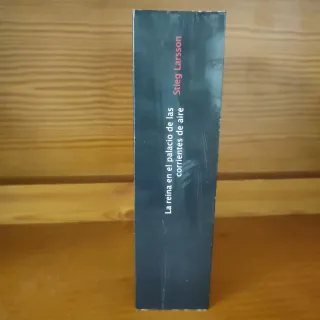 La reina en el palacio de las
corrientes de aire
Stieg Larsson